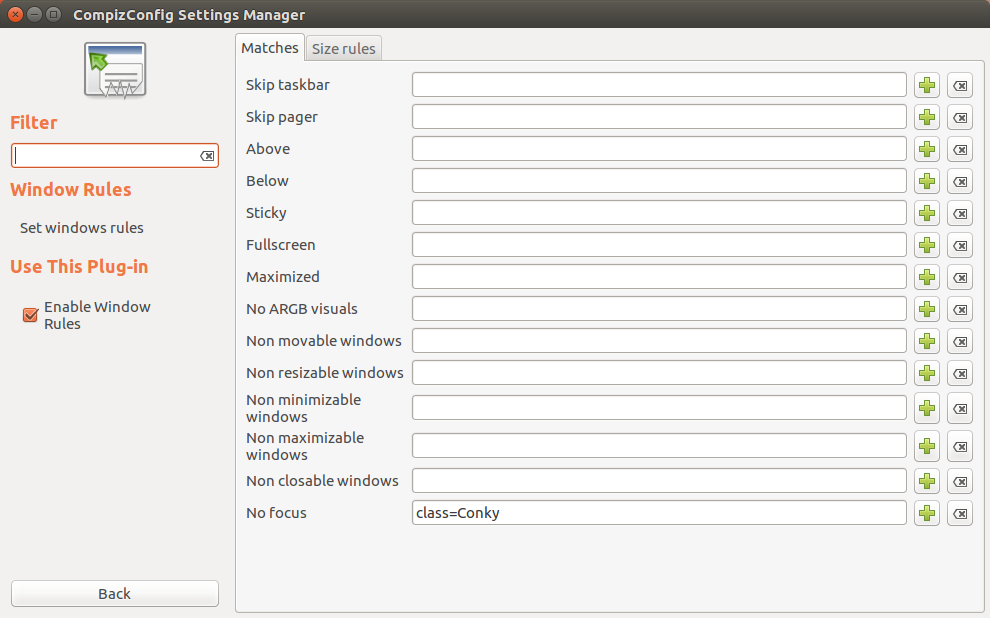 CompizConfig Settings Manager
Filter
Window Rules
Set windows rules
Use This Plug-in
Enable Window
Rules
Back
Matches
Size rules
Skip taskbar
Skip pager
Above
Below
Sticky
Fullscreen
Maximized
No ARGB visuals
Non movable windows
Non resizable windows
Non minimizable
windows
Non maximizable
windows
Non closable windows
No focus
class=Conky